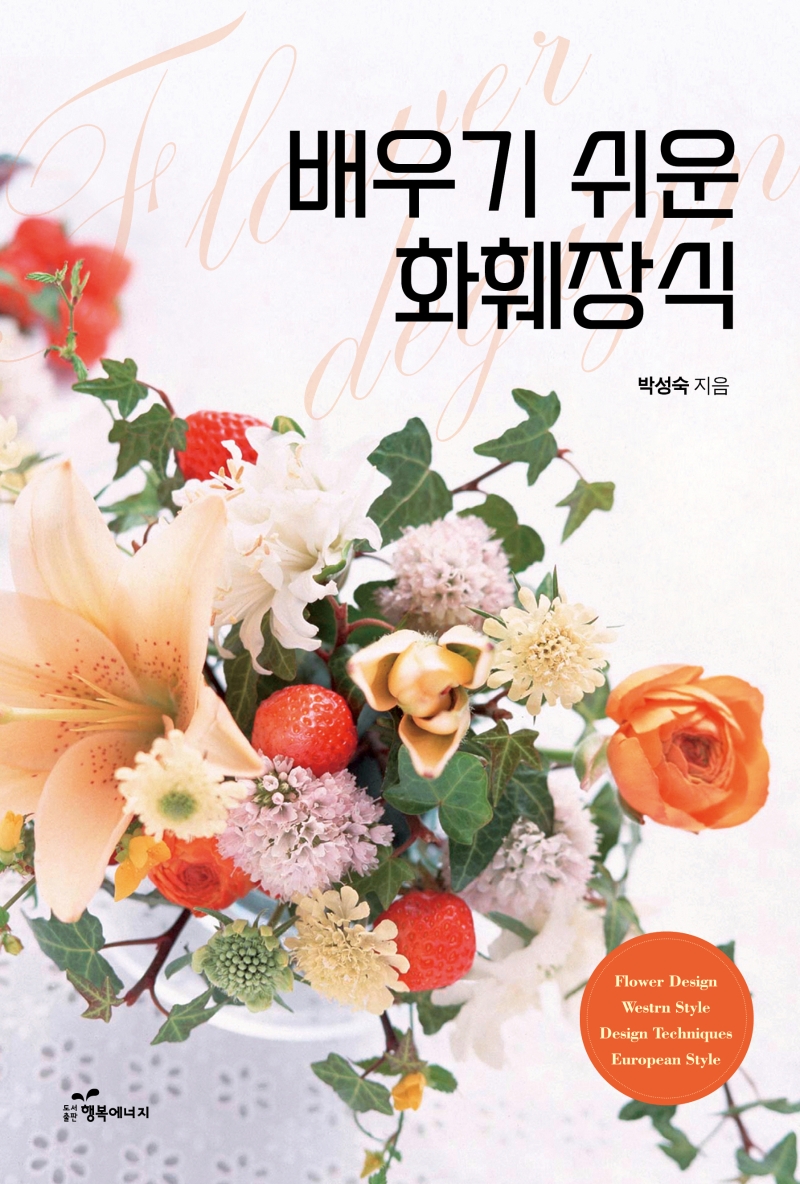 Flower
design
배우기 쉬운
화훼장식
박성숙 지음
Flower Design
Westrn Style
Design Techniques
European Style
도서
출판
행복에너지